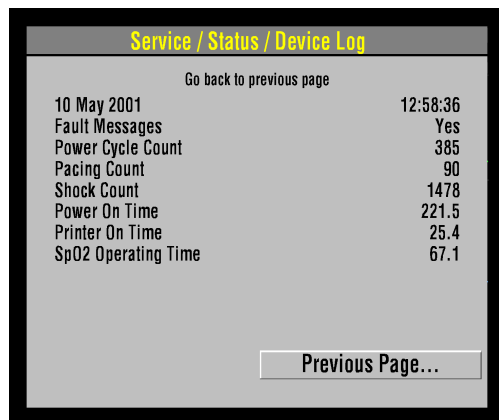 Service / Status / Device Log
Go back to previous page
10 May 2001 12:58:36
Fault Messages Yes
Power Cycle Count 385
Pacing Count 90
Shock Count 1478
Power On Time 221.5
Printer On Time 25.4
SpO2 Operating Time 67.1
Previous Page...